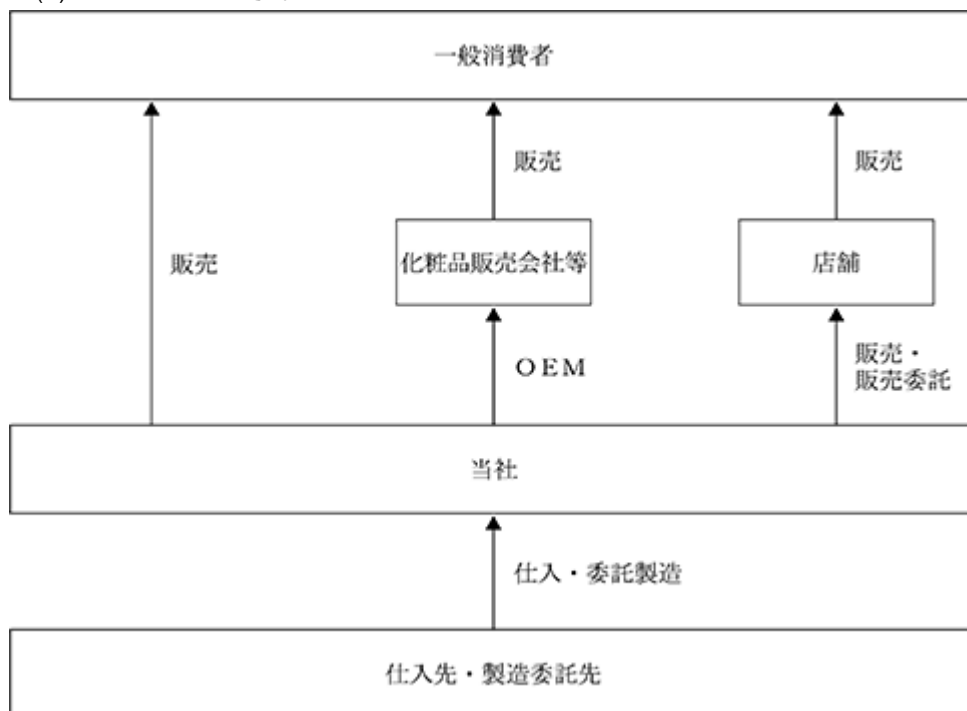 一般消費者
販売
販売
化粧品販売会社等
店舗
販売
OEM
販売・
販売委託
当社
仕入・委託製造
仕入先・製造委託先